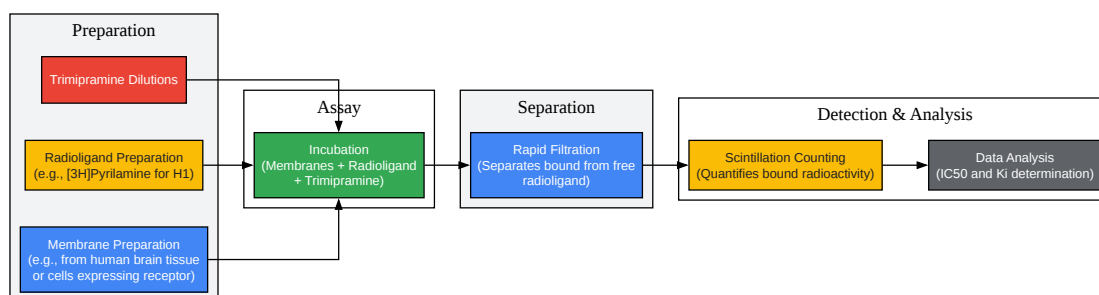 Preparation
Trimipramine Dilutions
Radioligand Preparation
(e.g., [3H]Pyrilamine for H1)
Membrane Preparation
(e.g., from human brain tissue
or cells expressing receptor)
Assay
Incubation
(Membranes + Radioligand
+ Trimipramine)
Separation
Rapid Filtration
(Separates bound from free
radioligand)
Detection & Analysis
Scintillation Counting
(Quantifies bound radioactivity)
Data Analysis
(IC50 and Ki determination)